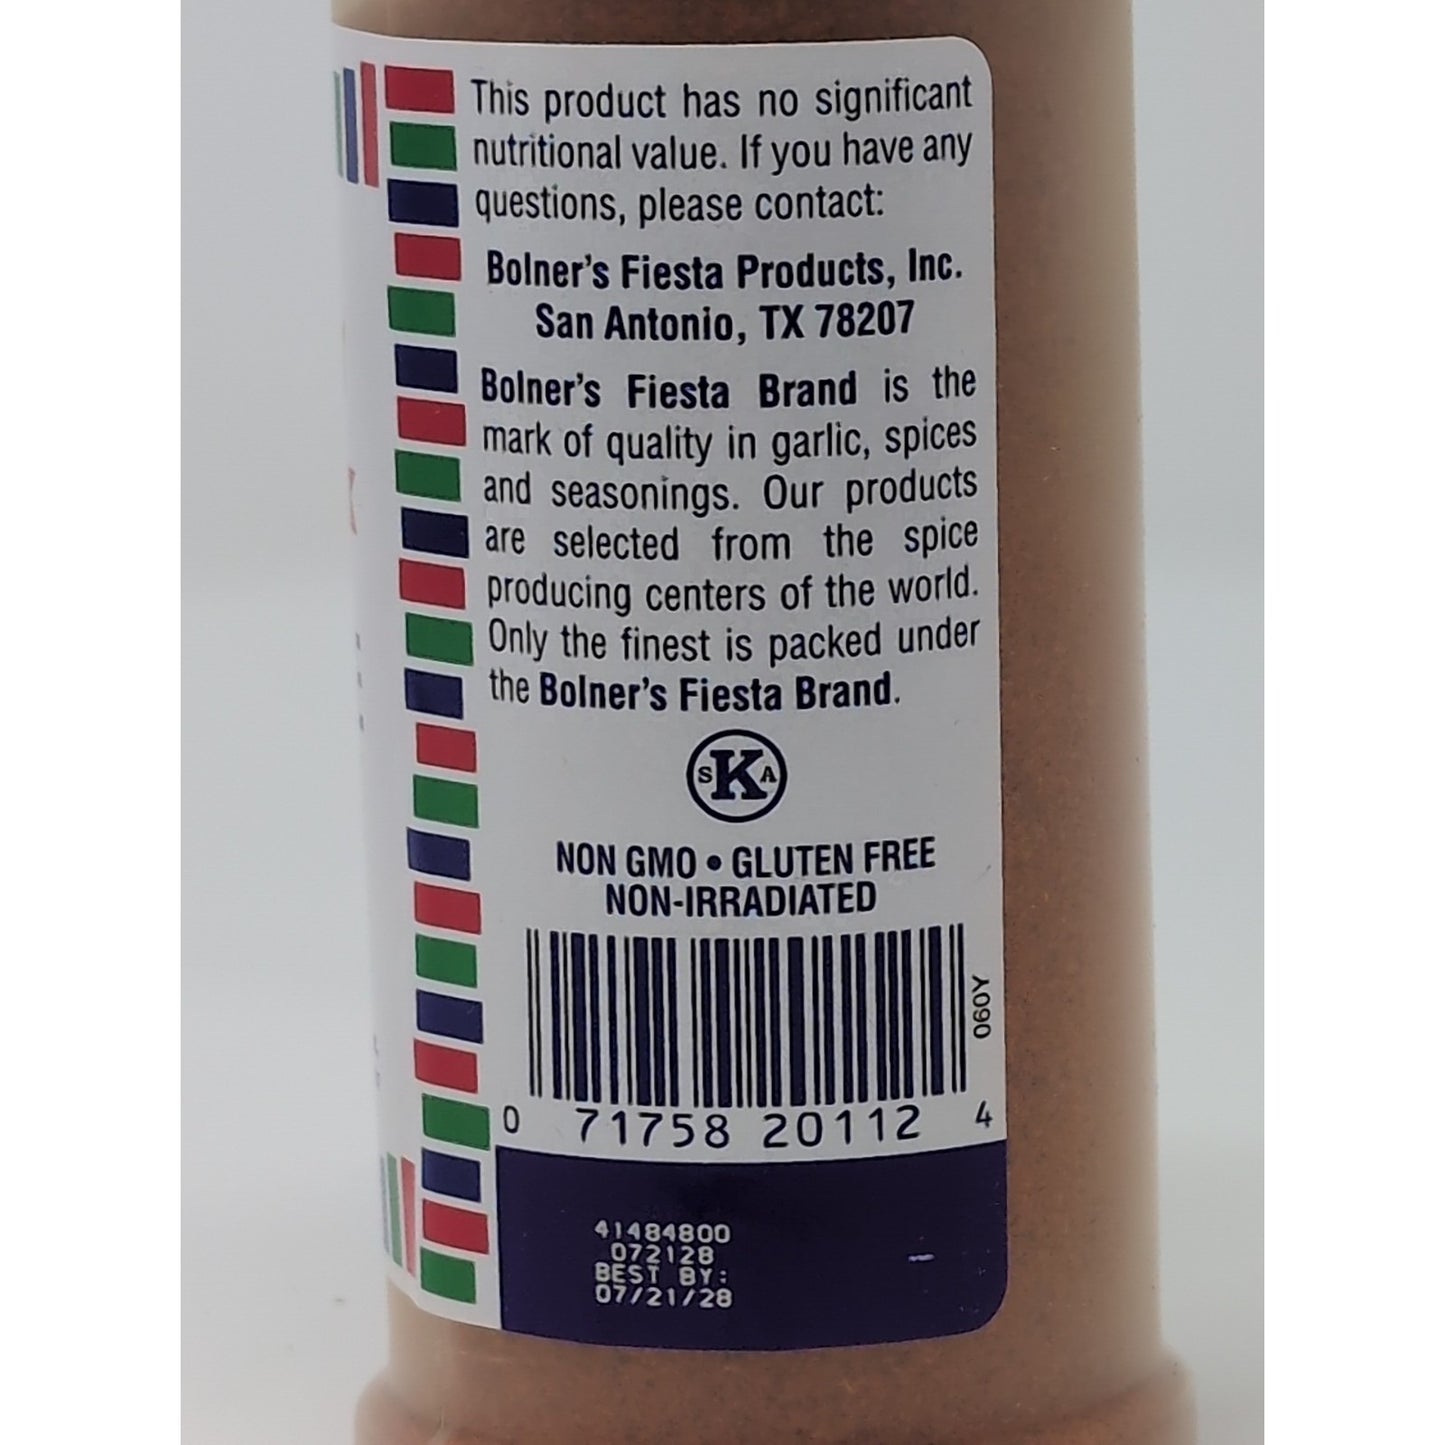 This product has no significant
nutritional value. If you have any
questions, please contact:
Bolner's Fiesta Products, Inc.
San Antonio, TX 78207
Bolner's Fiesta Brand is the
mark of quality in garlic, spices
and seasonings. Our products
are selected from the spice
producing centers of the world.
Only the finest is packed under
the Bolner's Fiesta Brand.
S K A
NON GMO • GLUTEN FREE
NON-IRRADIATED
060Y
0 71758 20112 4
41484800
072128
BEST BY:
07/21/28